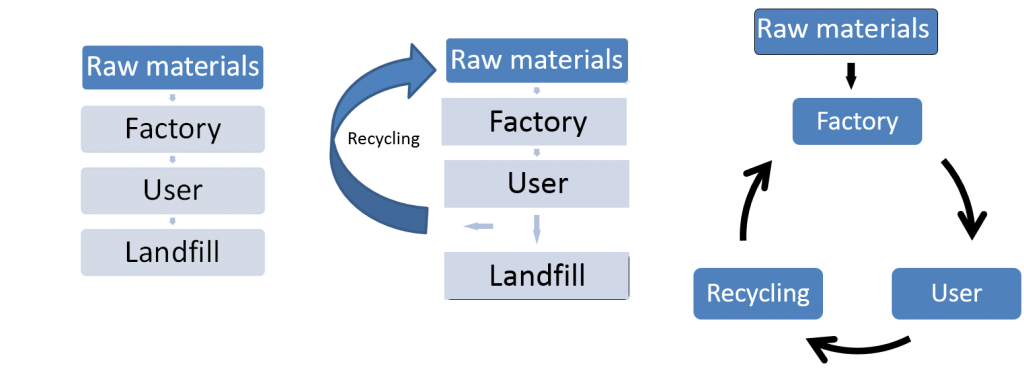 Raw materials
Factory
User
Landfill
Raw materials
Factory
Recycling
User
Landfill
Raw materials
Factory
Recycling
User